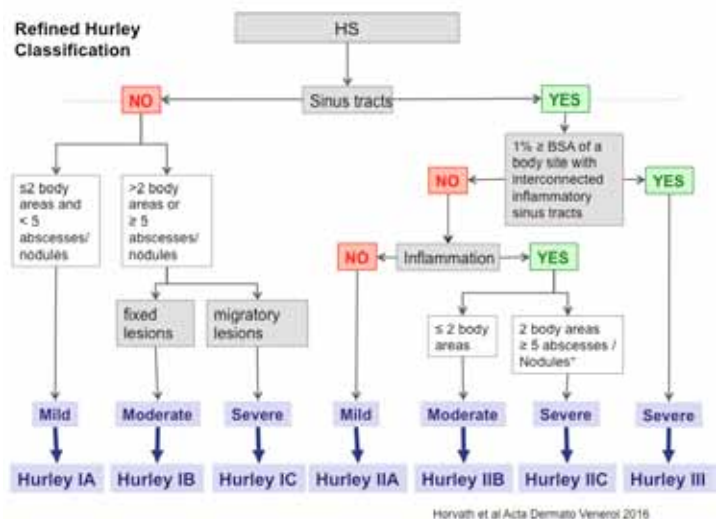 Refined Hurley
Classification
HS
NO
Sinus tracts
YES
≤2 body
areas and
< 5
abscesses/
nodules
>2 body
areas or
≥ 5
abscesses/
nodules
NO
1% ≥ BSA of a
body site with
interconnected
inflammatory
sinus tracts
YES
NO
Inflammation
YES
fixed
lesions
migratory
lesions
≤ 2 body
areas
2 body areas
≥ 5 abscesses /
Nodules*
Mild
Moderate
Severe
Mild
Moderate
Severe
Severe
Hurley IA
Hurley IB
Hurley IC
Hurley IIA
Hurley IIB
Hurley IIC
Hurley III
Horvath et al Acta Dermato Venerol 2016